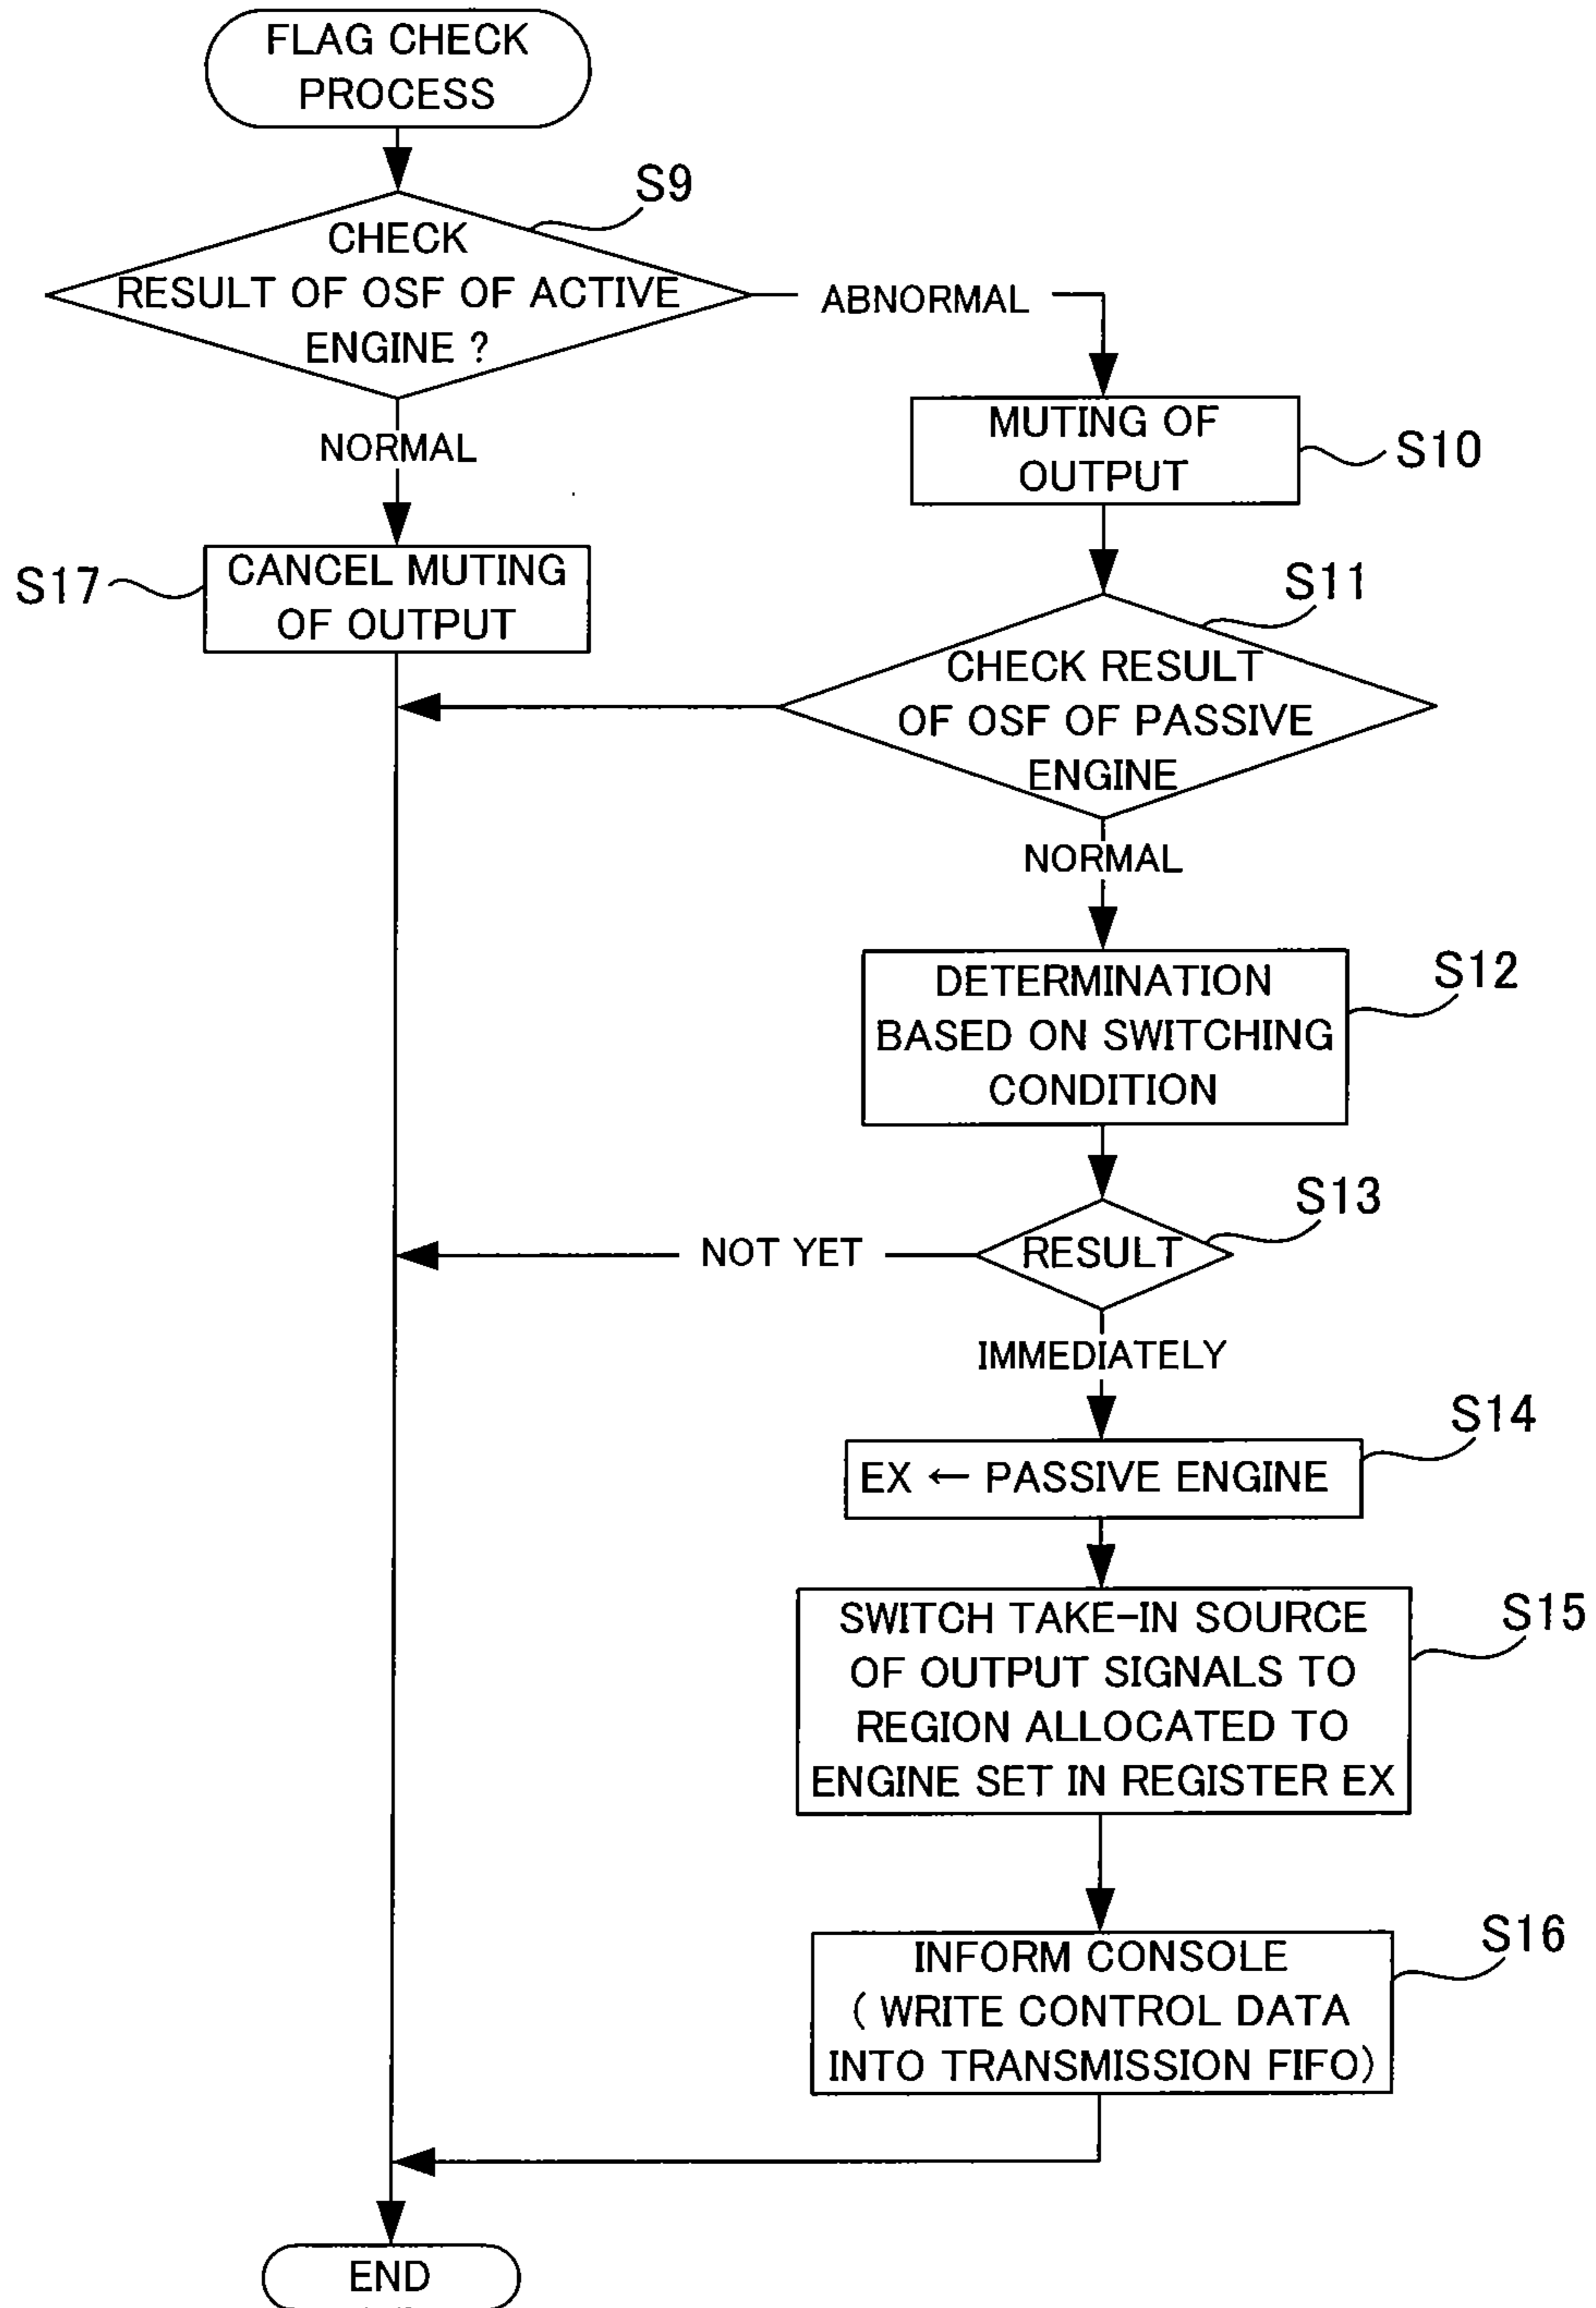 FLAG CHECK
PROCESS
S9
CHECK
RESULT OF OSF OF ACTIVE
ENGINE ?
ABNORMAL
NORMAL
MUTING OF
OUTPUT
S10
S17
CANCEL MUTING
OF OUTPUT
S11
CHECK RESULT
OF OSF OF PASSIVE
ENGINE
NORMAL
S12
DETERMINATION
BASED ON SWITCHING
CONDITION
S13
NOT YET
RESULT
IMMEDIATELY
S14
EX ← PASSIVE ENGINE
S15
SWITCH TAKE-IN SOURCE
OF OUTPUT SIGNALS TO
REGION ALLOCATED TO
ENGINE SET IN REGISTER EX
S16
INFORM CONSOLE
( WRITE CONTROL DATA
INTO TRANSMISSION FIFO)
END